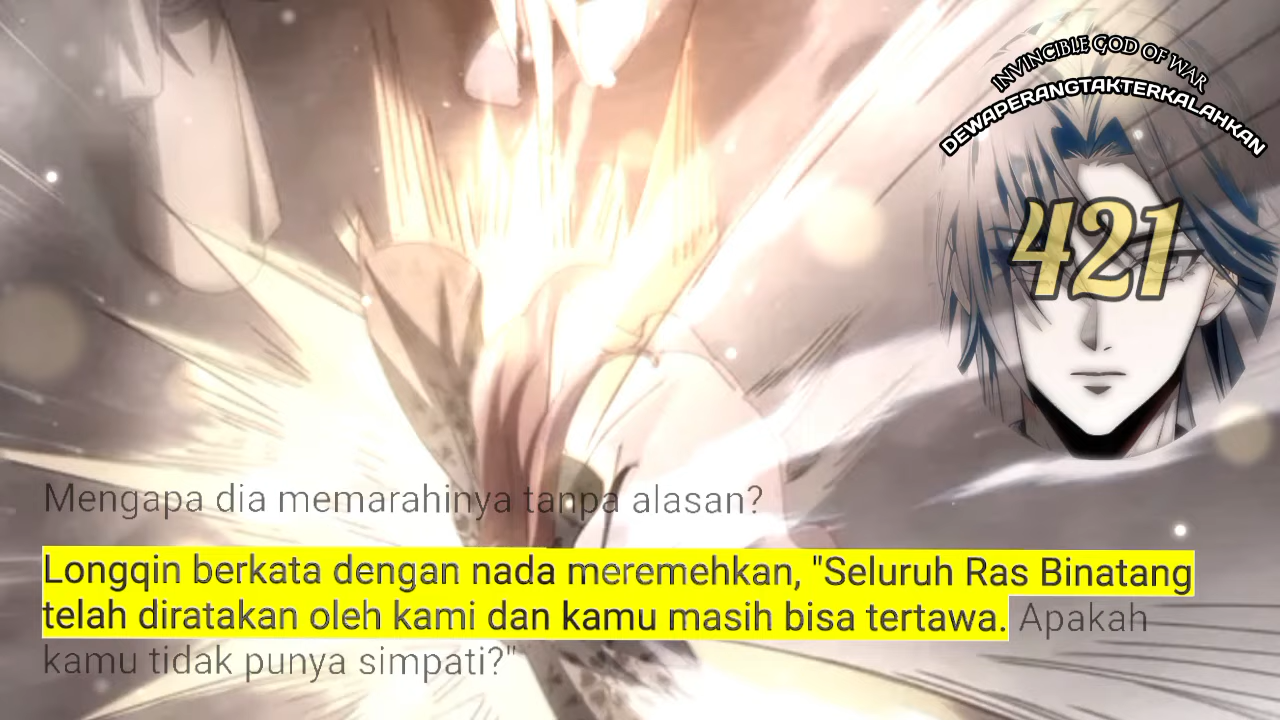 INVINCIBLE GOD OF WAR
DEWAPERANGTAKTERKALAHKAN
421
Mengapa dia memarahinya tanpa alasan?
Longqin berkata dengan nada meremehkan, "Seluruh Ras Binatang
telah diratakan oleh kami dan kamu masih bisa tertawa. Apakah
kamu tidak punya simpati?"